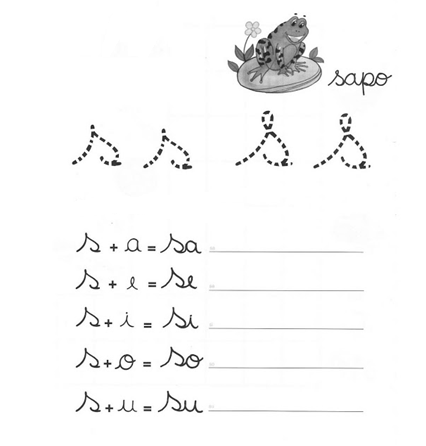 sapo
s s S S
s + a = sa
s + e = se
s + i = si
s + o = so
s + u = su